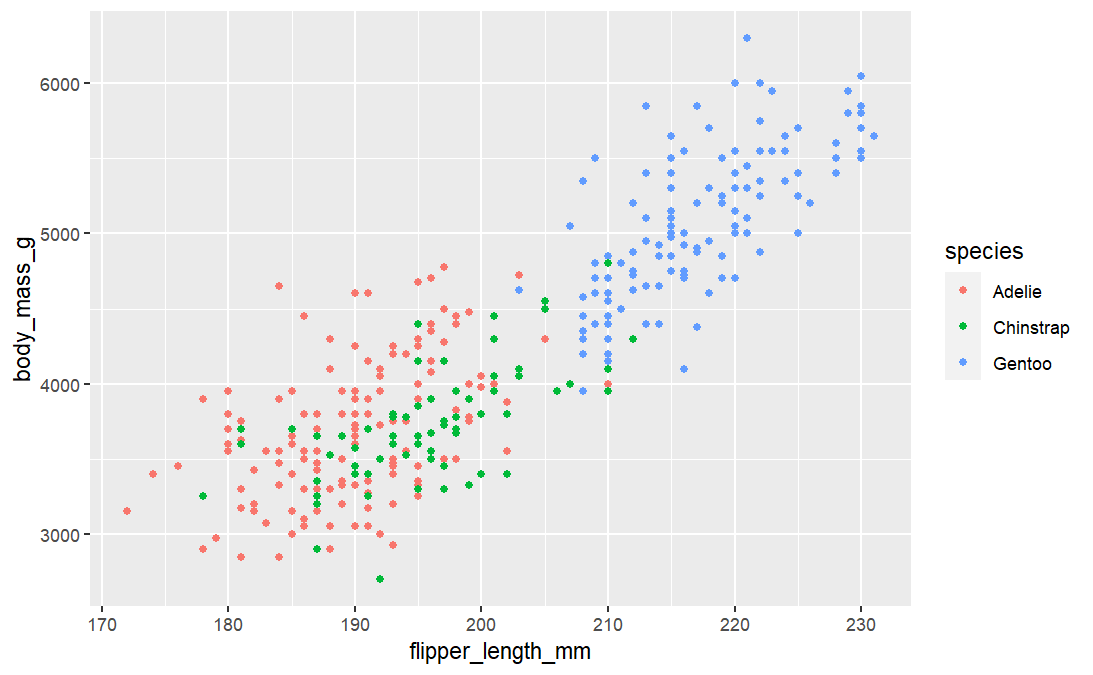 6000
5000
4000
3000
body_mass_g
170 180 190 200 210 220 230
flipper_length_mm
species
Adelie
Chinstrap
Gentoo